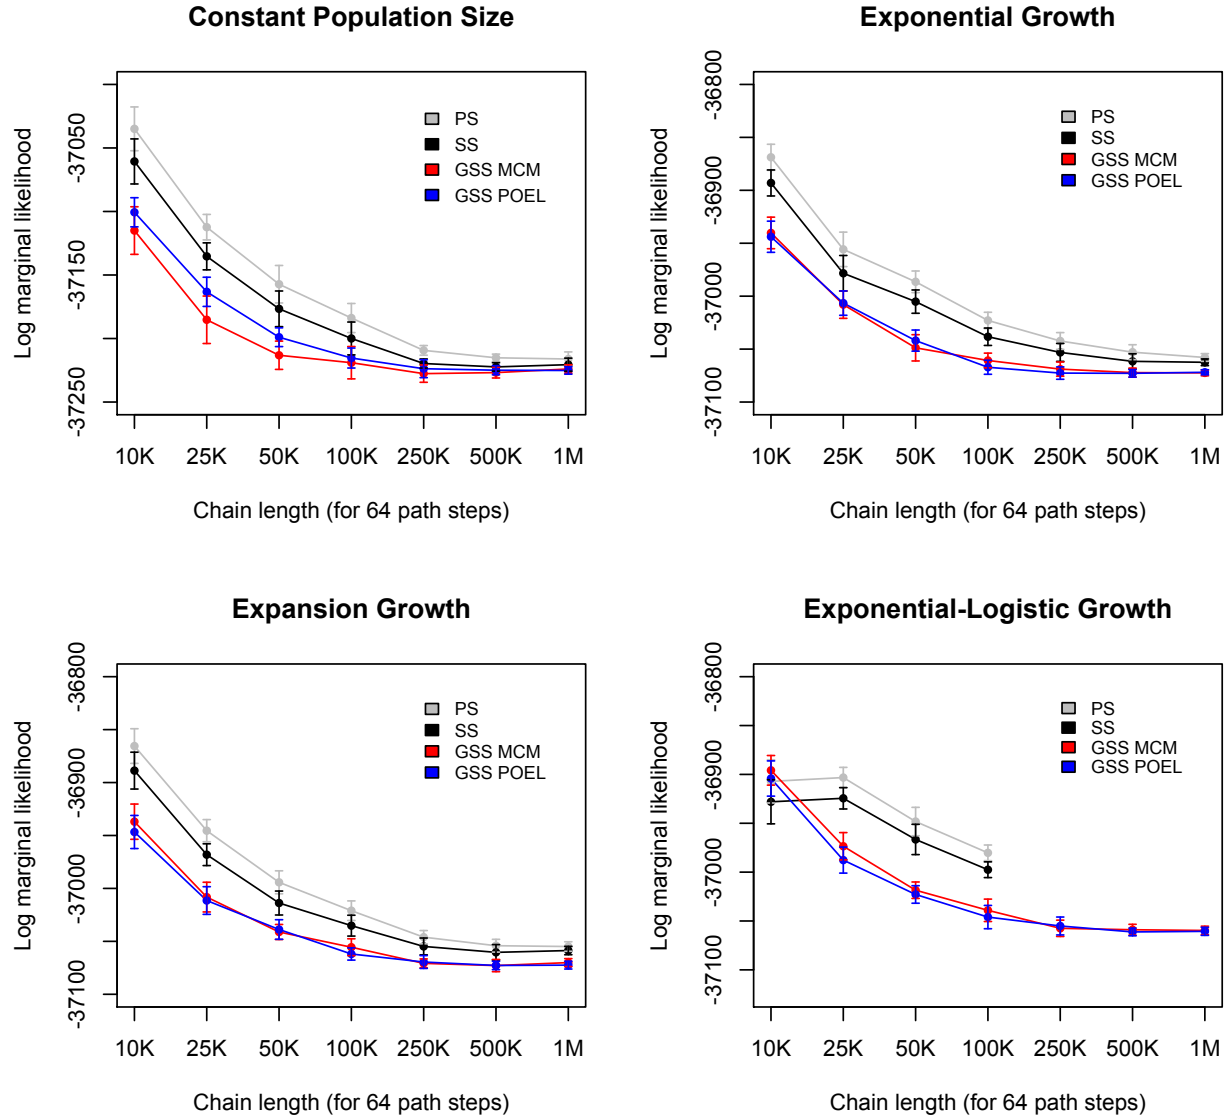 Constant Population Size
Log marginal likelihood
-37050
-37150
-37250
PS
SS
GSS MCM
GSS POEL
10K 25K 50K 100K 250K 500K 1M
Chain length (for 64 path steps)
Exponential Growth
Log marginal likelihood
-36800
-36900
-37000
-37100
PS
SS
GSS MCM
GSS POEL
10K 25K 50K 100K 250K 500K 1M
Chain length (for 64 path steps)
Expansion Growth
Log marginal likelihood
-36800
-36900
-37000
-37100
PS
SS
GSS MCM
GSS POEL
10K 25K 50K 100K 250K 500K 1M
Chain length (for 64 path steps)
Exponential-Logistic Growth
Log marginal likelihood
-36800
-36900
-37000
-37100
PS
SS
GSS MCM
GSS POEL
10K 25K 50K 100K 250K 500K 1M
Chain length (for 64 path steps)